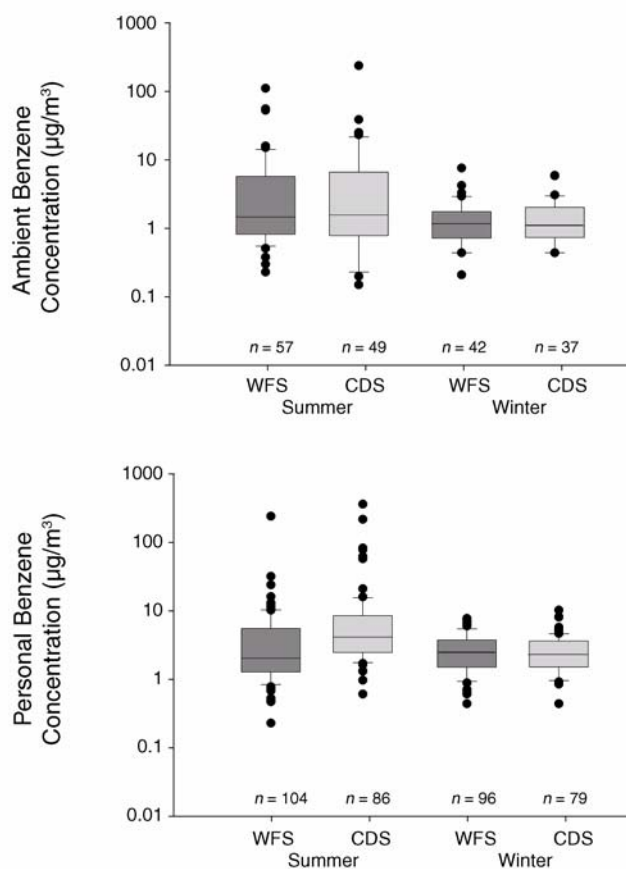 Ambient Benzene
Concentration (µg/m³)
1000
100
10
1
0.1
0.01
n = 57
n = 49
n = 42
n = 37
WFS
CDS
WFS
CDS
Summer
Winter
Personal Benzene
Concentration (µg/m³)
1000
100
10
1
0.1
0.01
n = 104
n = 86
n = 96
n = 79
WFS
CDS
WFS
CDS
Summer
Winter